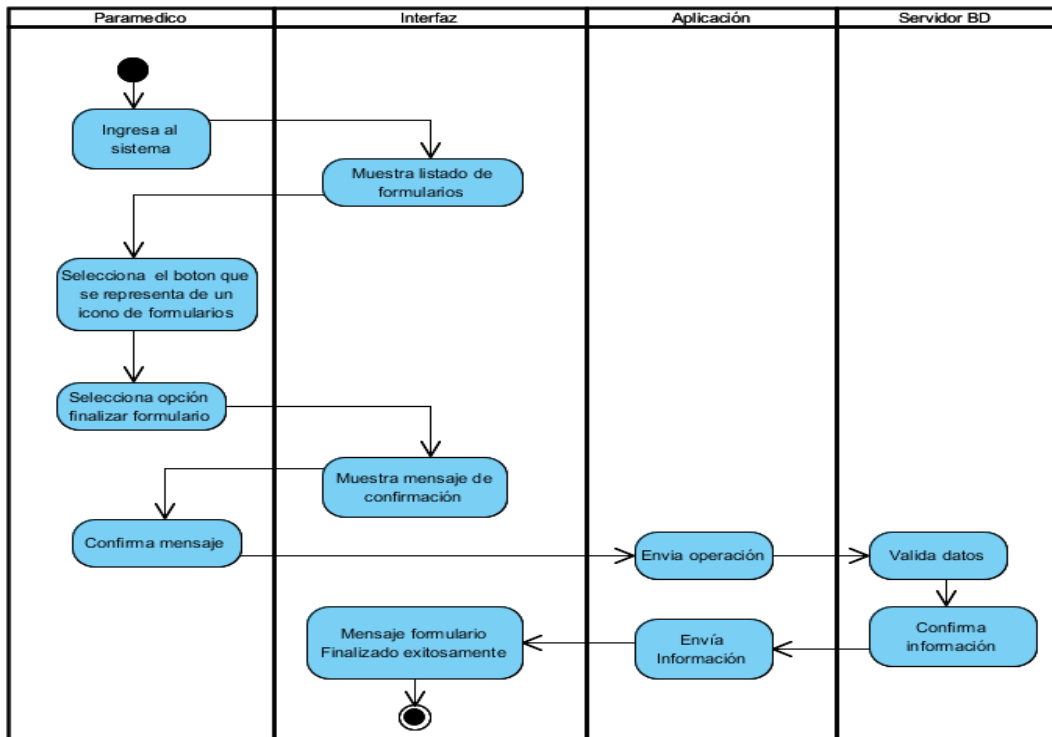 Paramedico
Interfaz
Aplicación
Servidor BD
Ingresa al
sistema
Muestra listado de
formularios
Selecciona el boton que
se representa de un
icono de formularios
Selecciona opción
finalizar formulario
Muestra mensaje de
confirmación
Confirma mensaje
Envia operación
Valida datos
Confirma
información
Envía
Información
Mensaje formulario
Finalizado exitosamente